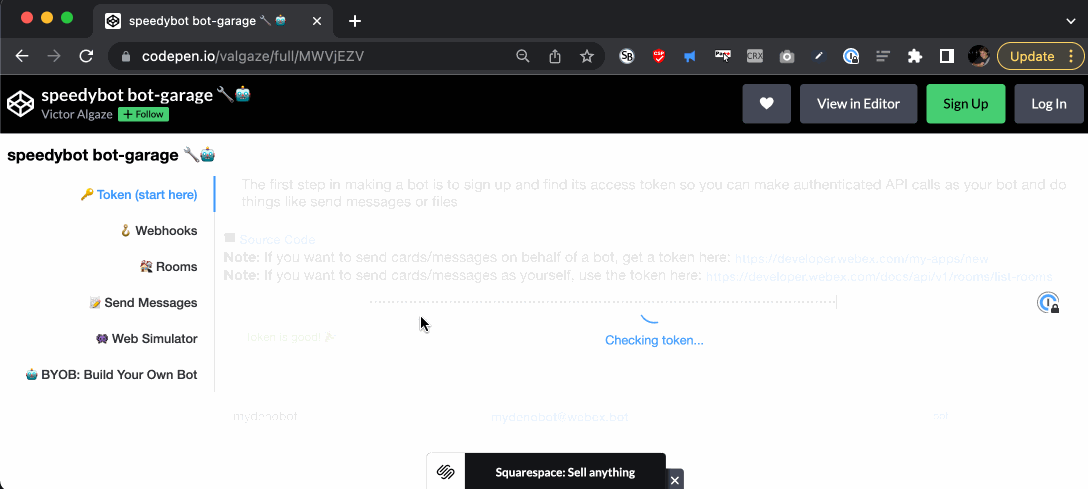 speedybot bot-garage 🔧🤖
codepen.io/valgaze/full/MWVjEZV
Update
speedybot bot-garage 🔧🤖
Victor Algaze + Follow
View in Editor
Sign Up
Log In
speedybot bot-garage 🔧🤖
🔑 Token (start here)
🪝 Webhooks
Rooms
📝 Send Messages
👾 Web Simulator
🤖 BYOB: Build Your Own Bot
The first step in making a bot is to sign up and find its access token so you can make authenticated API calls as your bot and do
things like send messages or files
Source Code
Note: If you want to send cards/messages on behalf of a bot, get a token here: https://developer.webex.com/my-apps/new
Note: If you want to send cards/messages as yourself, use the token here: https://developer.webex.com/docs/api/v1/rooms/list-rooms
Checking token...
Token is good!
mydenobot mydenobot@webex.bot
Squarespace: Sell anything